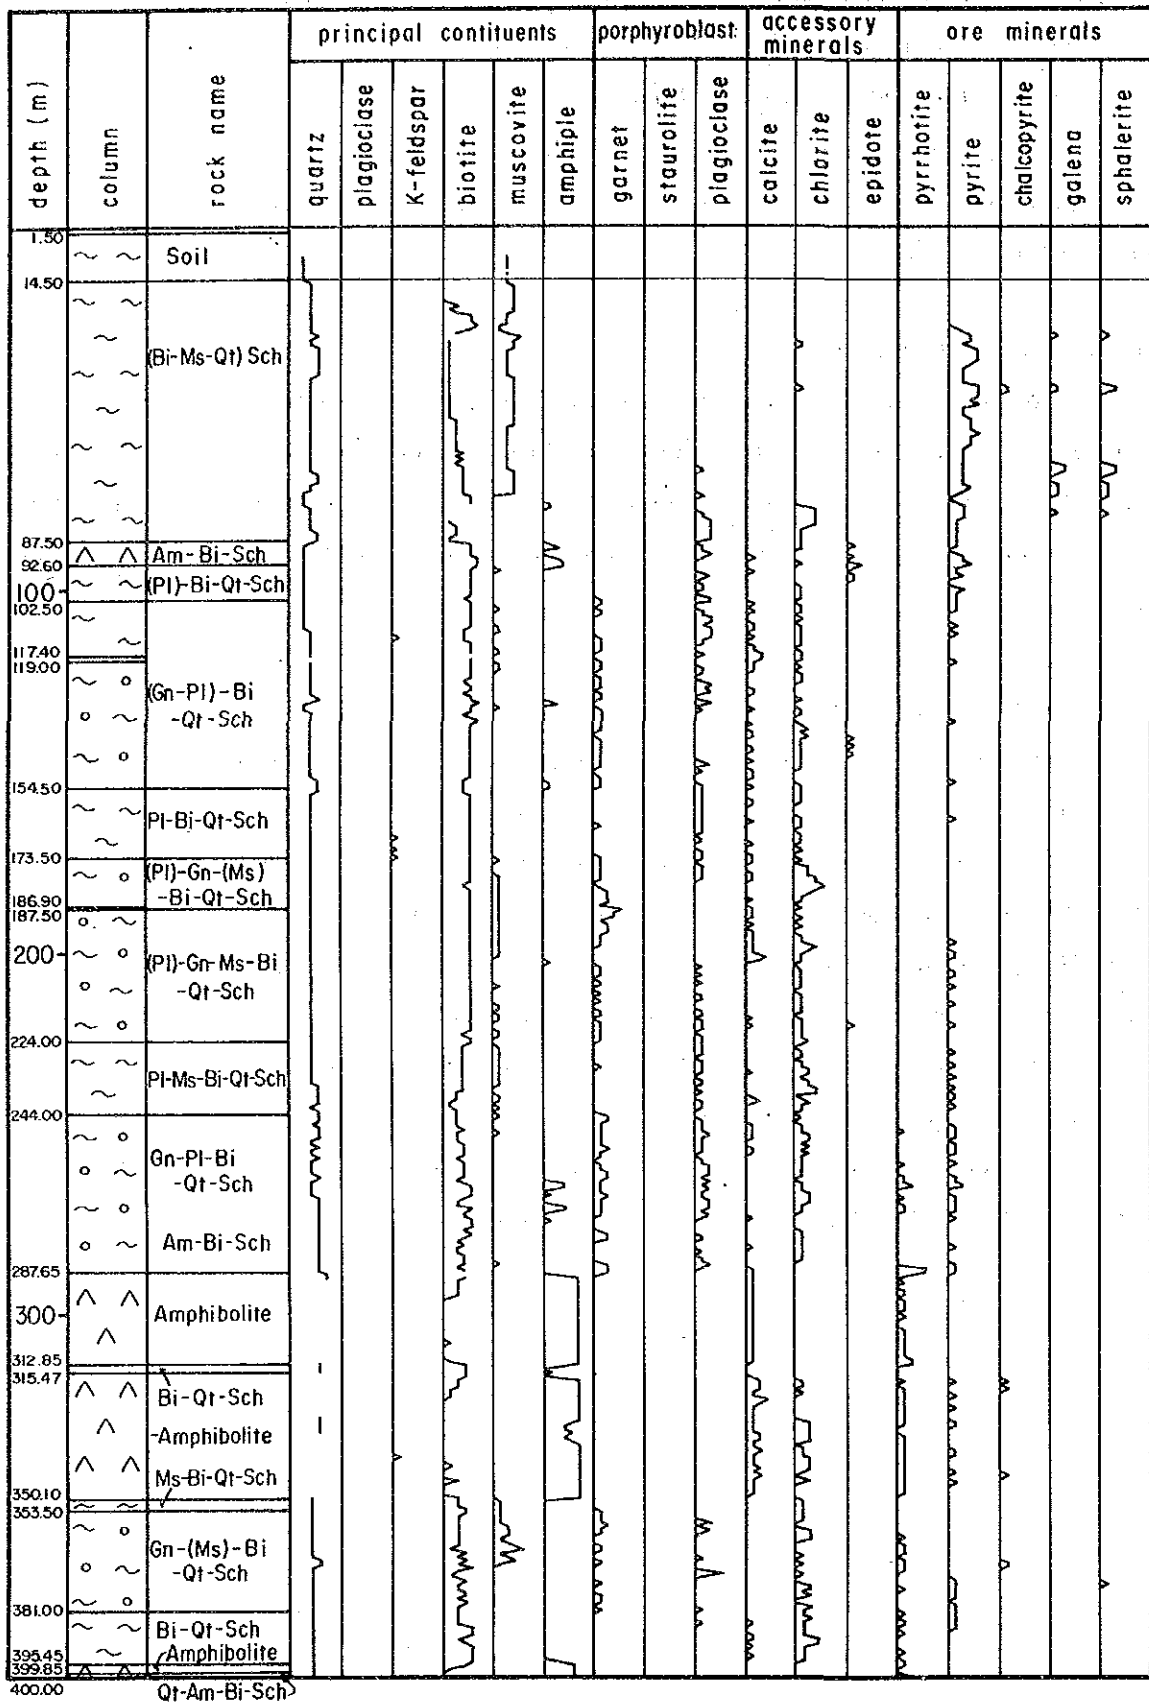 principal contituents
porphyroblast:
accessory
minerals
ore minerals
depth (m)
column
rock name
quartz
plagioclase
K-feldspar
biotite
muscovite
amphiple
garnet
staurolite
plagioclase
calcite
chlarite
epidote
pyrrhotite
pyrite
chalcopyrite
galena
sphalerite
1.50
Soil
14.50
(Bi-Ms-Qt) Sch
87.50
Am-Bi-Sch
92.60
(Pl)-Bi-Qt-Sch
100
102.50
117.40
119.00
(Gn-Pl)-Bi
-Qt-Sch
154.50
Pl-Bi-Qt-Sch
173.50
(Pl)-Gn-(Ms)
-Bi-Qt-Sch
186.90
187.50
200
(Pl)-Gn-Ms-Bi
-Qt-Sch
224.00
Pl-Ms-Bi-Qt-Sch
244.00
Gn-Pl-Bi
-Qt-Sch
Am-Bi-Sch
287.65
300
Amphibolite
312.85
315.47
Bi-Qt-Sch
-Amphibolite
Ms-Bi-Qt-Sch
350.10
353.50
Gn-(Ms)-Bi
-Qt-Sch
381.00
Bi-Qt-Sch
395.45
Amphibolite
399.85
400.00
Qt-Am-Bi-Sch